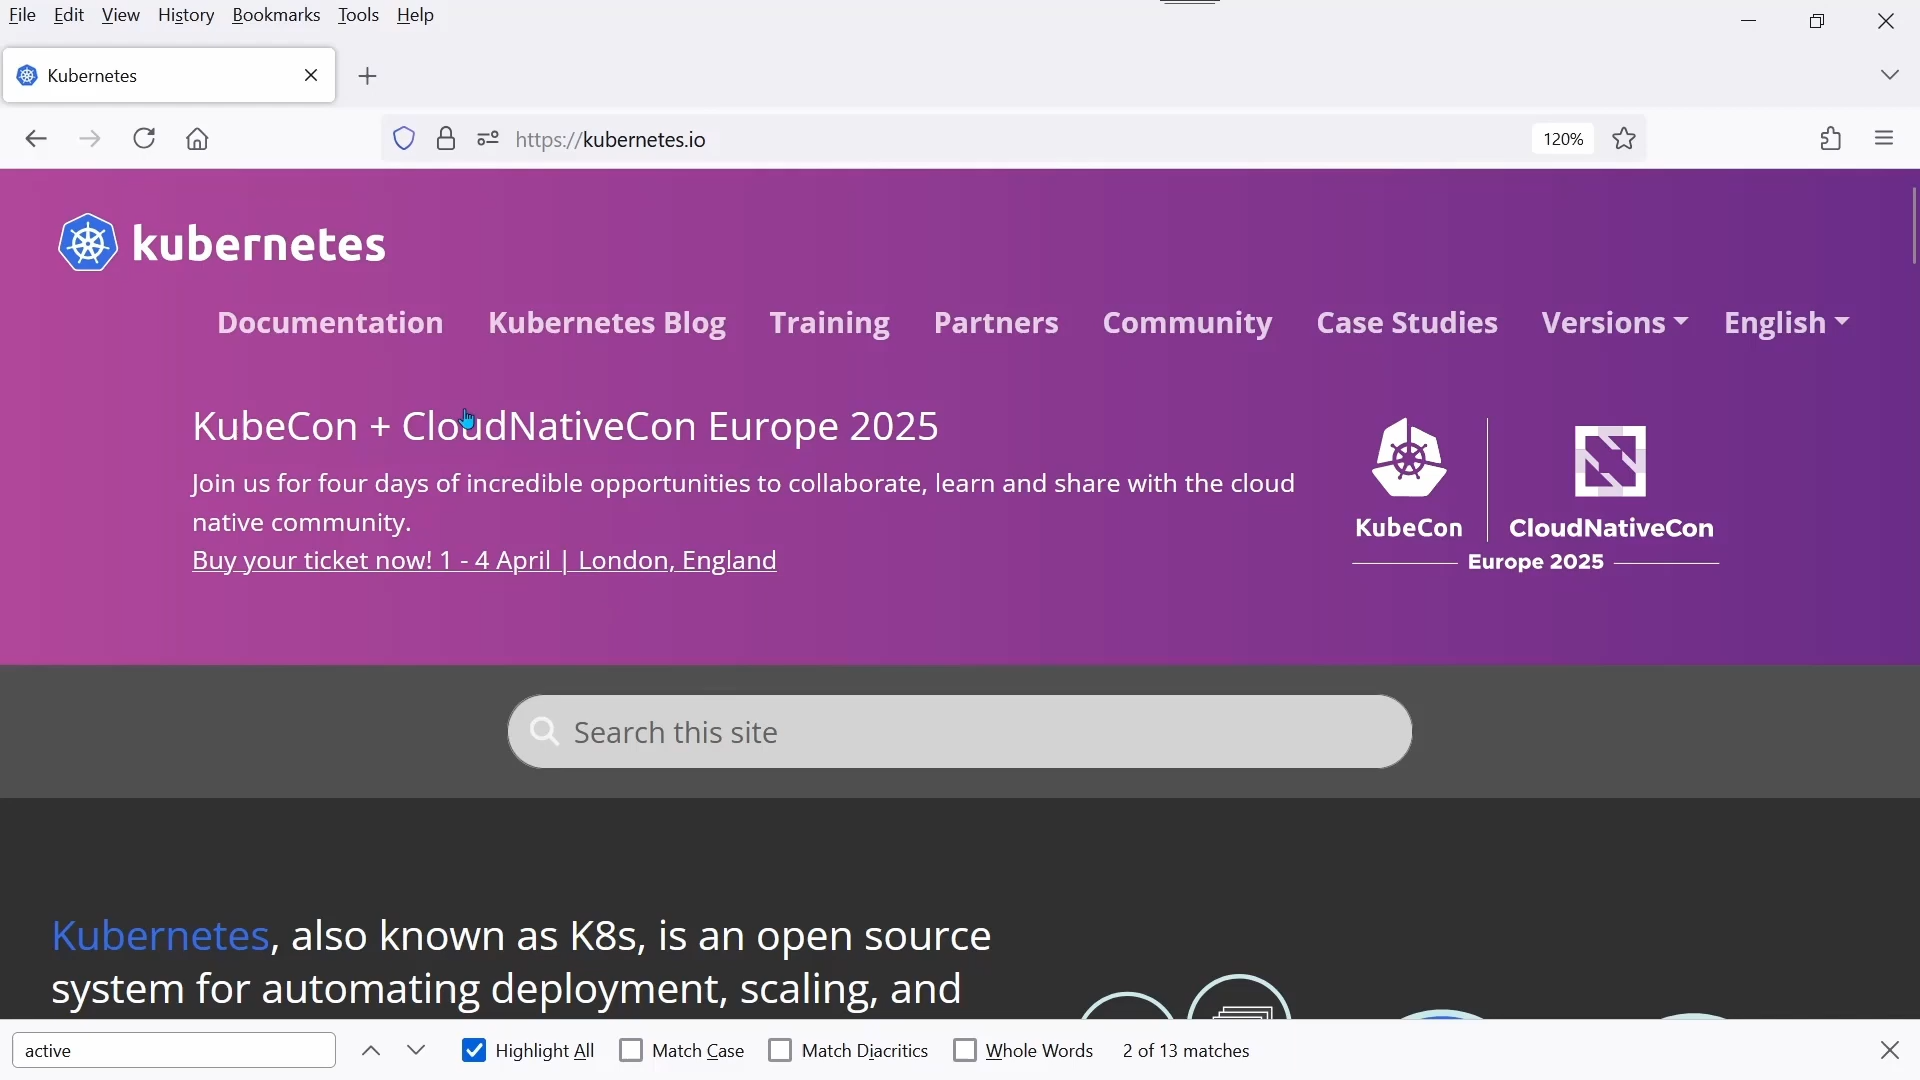 File Edit View History Bookmarks Tools Help
Kubernetes
https://kubernetes.io
120%
kubernetes
Documentation Kubernetes Blog Training Partners Community Case Studies Versions English
KubeCon + CloudNativeCon Europe 2025
Join us for four days of incredible opportunities to collaborate, learn and share with the cloud
native community.
Buy your ticket now! 1 - 4 April | London, England
KubeCon CloudNativeCon
Europe 2025
Search this site
Kubernetes, also known as K8s, is an open source
system for automating deployment, scaling, and
active Highlight All Match Case Match Diacritics Whole Words 2 of 13 matches